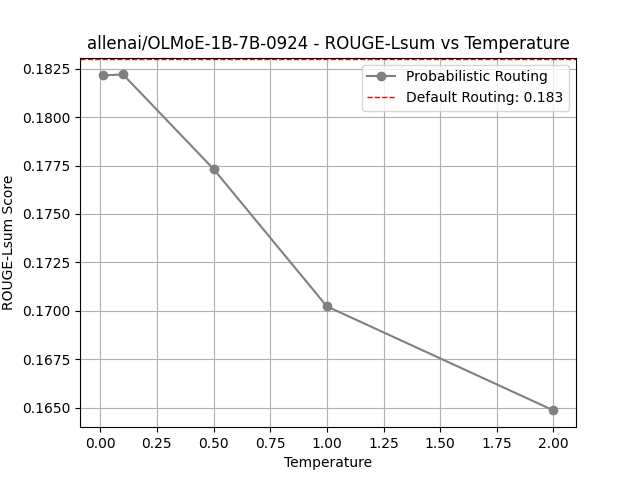 allenai/OLMoE-1B-7B-0924 - ROUGE-Lsum vs Temperature
Probabilistic Routing
Default Routing: 0.183
ROUGE-Lsum Score
0.1825
0.1800
0.1775
0.1750
0.1725
0.1700
0.1675
0.1650
0.00 0.25 0.50 0.75 1.00 1.25 1.50 1.75 2.00
Temperature